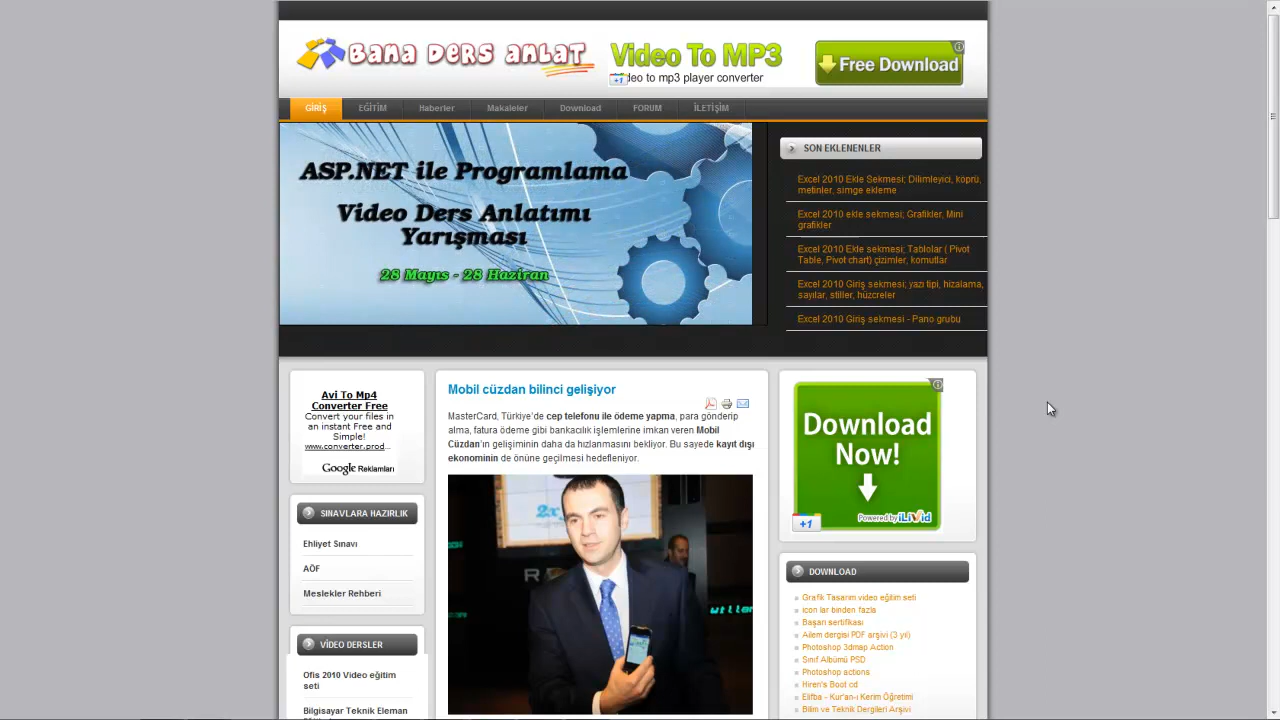 Bana Ders Anlat
Video To MP3
deo to mp3 player converter
+1
Free Download
GİRİŞ
EĞİTİM
Haberler
Makaleler
Download
FORUM
İLETİŞİM
ASP.NET ile Programlama
Video Ders Anlatımı
Yarışması
28 Mayıs - 28 Haziran
SON EKLENENLER
Excel 2010 Ekle Sekmesi; Dilimleyici, köprü,
metinler, simge ekleme
Excel 2010 ekle sekmesi; Grafikler, Mini
grafikler
Excel 2010 Ekle sekmesi; Tablolar ( Pivot
Table, Pivot chart) çizimler, komutlar
Excel 2010 Giriş sekmesi; yazı tipi, hizalama,
sayılar, stiller, hüzcreler
Excel 2010 Giriş sekmesi - Pano grubu
Avi To Mp4
Converter Free
Convert your files in
an instant Free and
Simple!
www.converter.prod...
Google Reklamları
SINAVLARA HAZIRLIK
Ehliyet Sınavı
AÖF
Meslekler Rehberi
VİDEO DERSLER
Ofis 2010 Video eğitim
seti
Bilgisayar Teknik Eleman
Mobil cüzdan bilinci gelişiyor
MasterCard, Türkiye'de cep telefonu ile ödeme yapma, para gönderip
alma, fatura ödeme gibi bankacılık işlemlerine imkan veren Mobil
Cüzdan'ın gelişiminin daha da hızlanmasını bekliyor. Bu sayede kayıt dışı
ekonominin de önüne geçilmesi hedefleniyor.
Download
Now!
Powered by iLivid
+1
DOWNLOAD
Grafik Tasarım video eğitim seti
icon lar binden fazla
Başarı sertifikası
Ailem dergisi PDF arşivi (3 yıl)
Photoshop 3dmap Action
Sınıf Albümü PSD
Photoshop actions
Hiren's Boot cd
Elifba - Kur'an-ı Kerim Öğretimi
Bilim ve Teknik Dergileri Arşivi